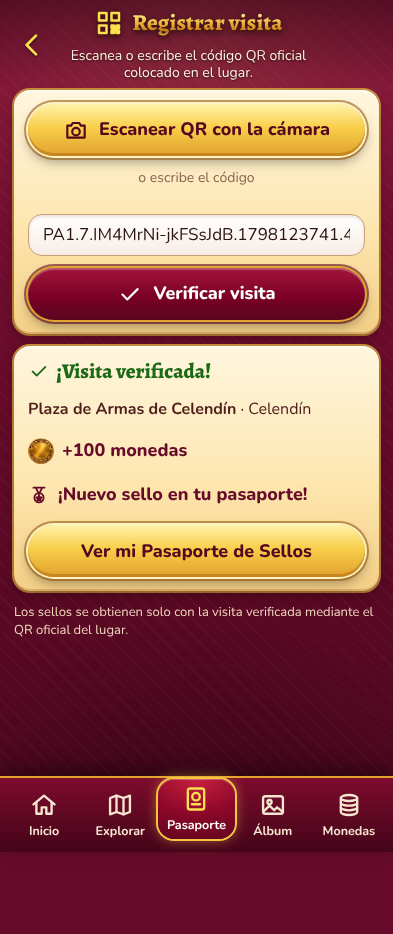 Registrar visita
Escanea o escribe el código QR oficial
colocado en el lugar.
Escanear QR con la cámara
o escribe el código
PA1.7.IM4MrNi-jkFSsJdB.1798123741.4
Verificar visita
¡Visita verificada!
Plaza de Armas de Celendín · Celendín
+100 monedas
¡Nuevo sello en tu pasaporte!
Ver mi Pasaporte de Sellos
Los sellos se obtienen solo con la visita verificada mediante el
QR oficial del lugar.
Inicio
Explorar
Pasaporte
Álbum
Monedas